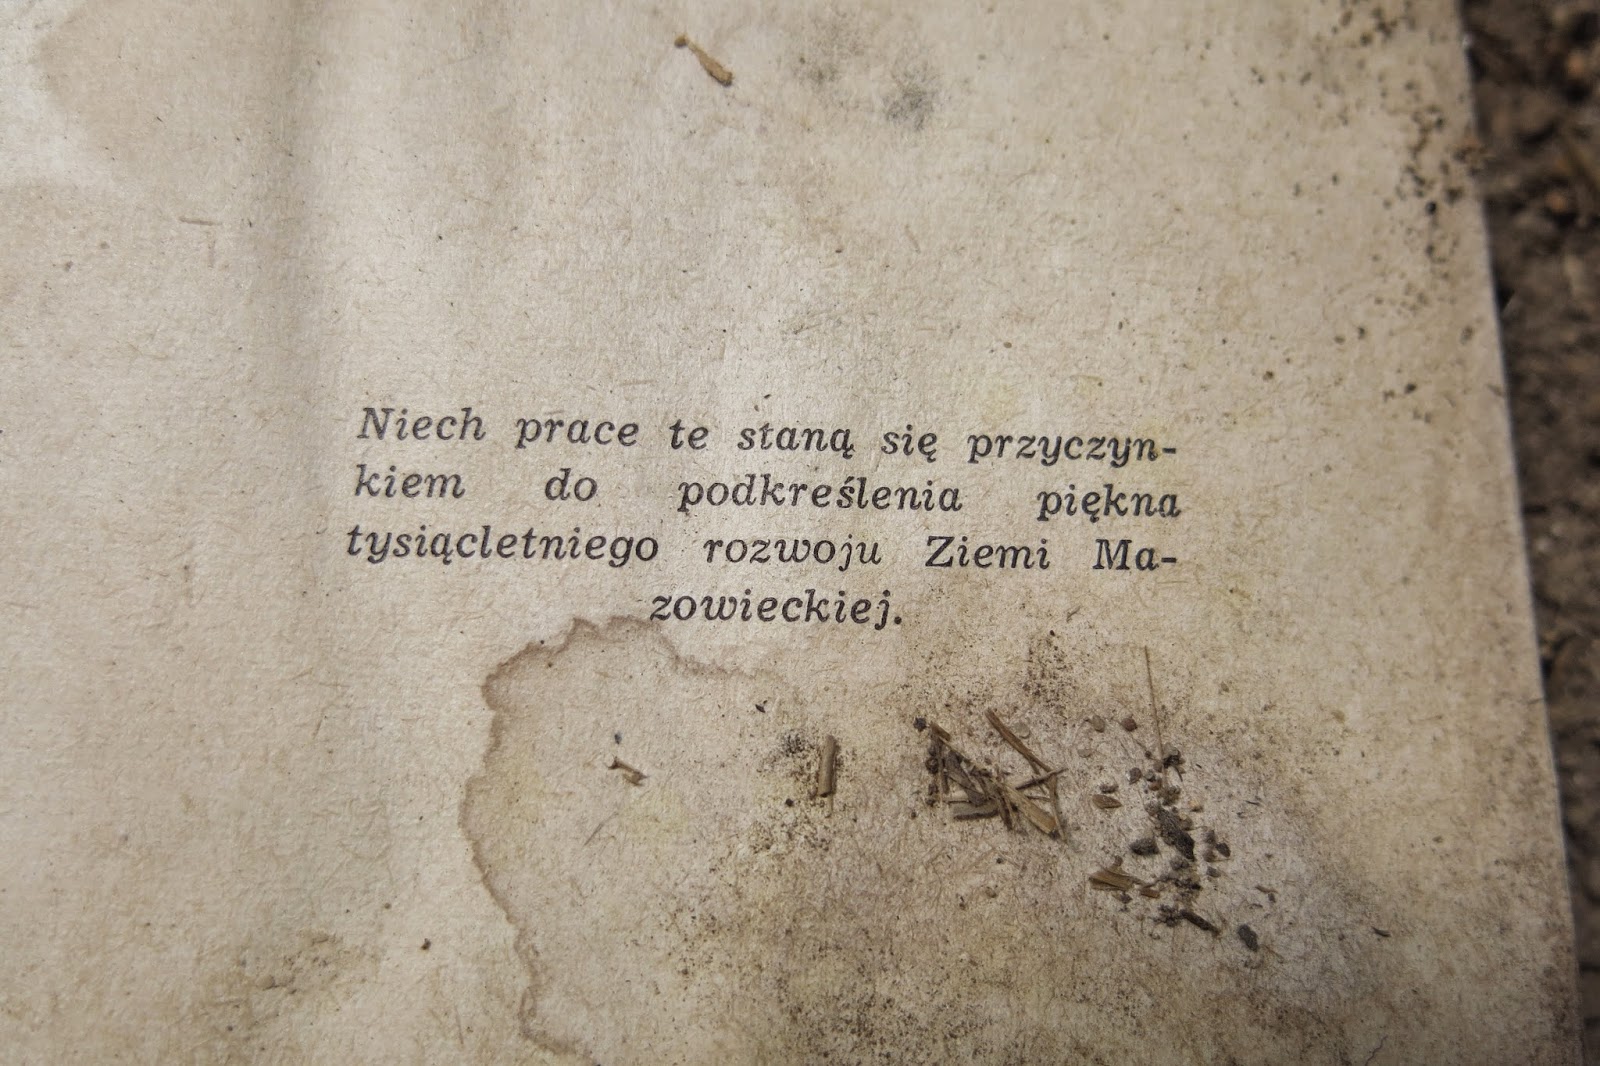 Niech prace te staną się przyczyn-
kiem do podkreślenia piękna
tysiącletniego rozwoju Ziemi Ma-
zowieckiej.